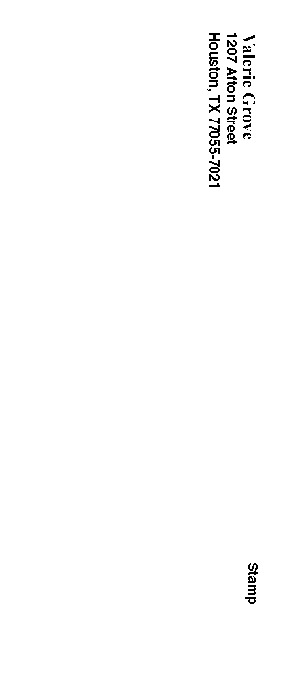 Valerie Grove
1207 Afton Street
Houston, TX 77055-7021
Stamp